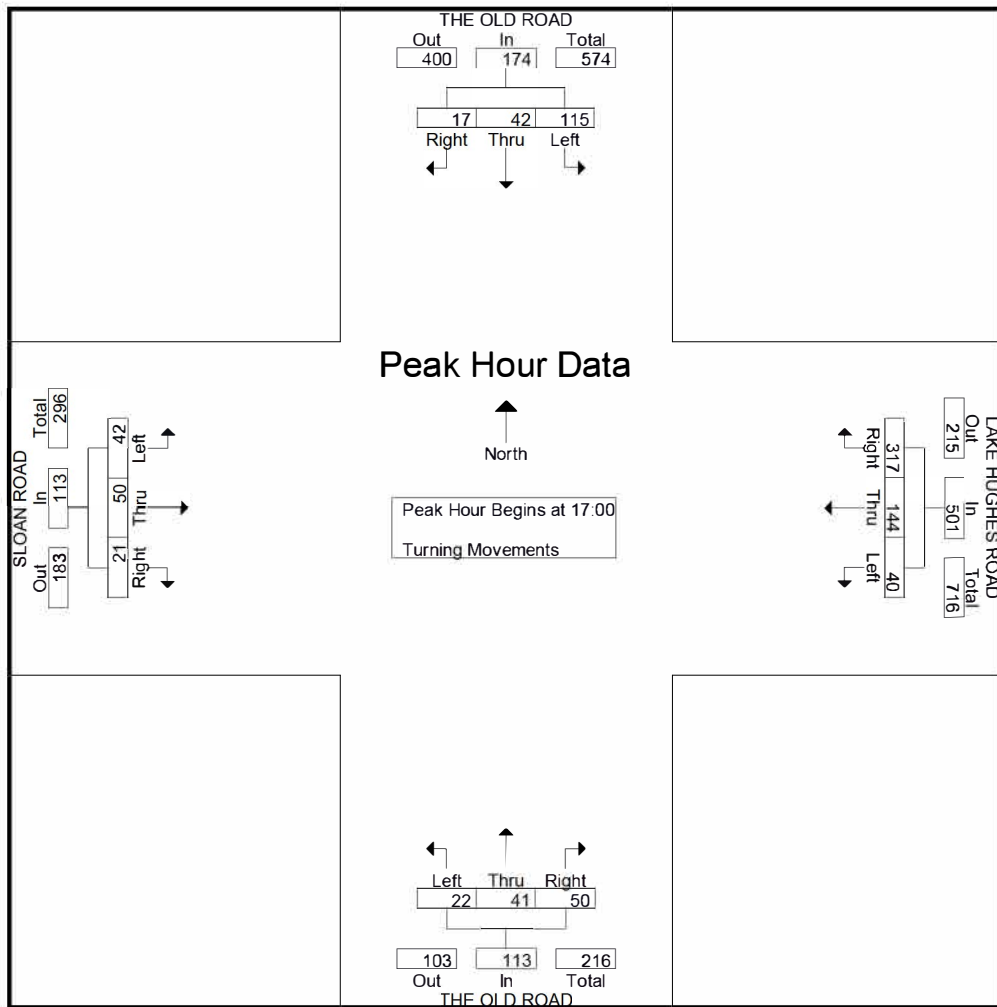 THE OLD ROAD
Out In Total
400 174 574
17 42 115
Right Thru Left
Peak Hour Data
North
Peak Hour Begins at 17:00
Turning Movements
SLOAN ROAD
Out In Total
183 113 296
21 50 42
Right Thru Left
LAKE HUGHES ROAD
Out In Total
215 501 716
317 144 40
Right Thru Left
Left Thru Right
22 41 50
103 113 216
Out In Total
THE OLD ROAD